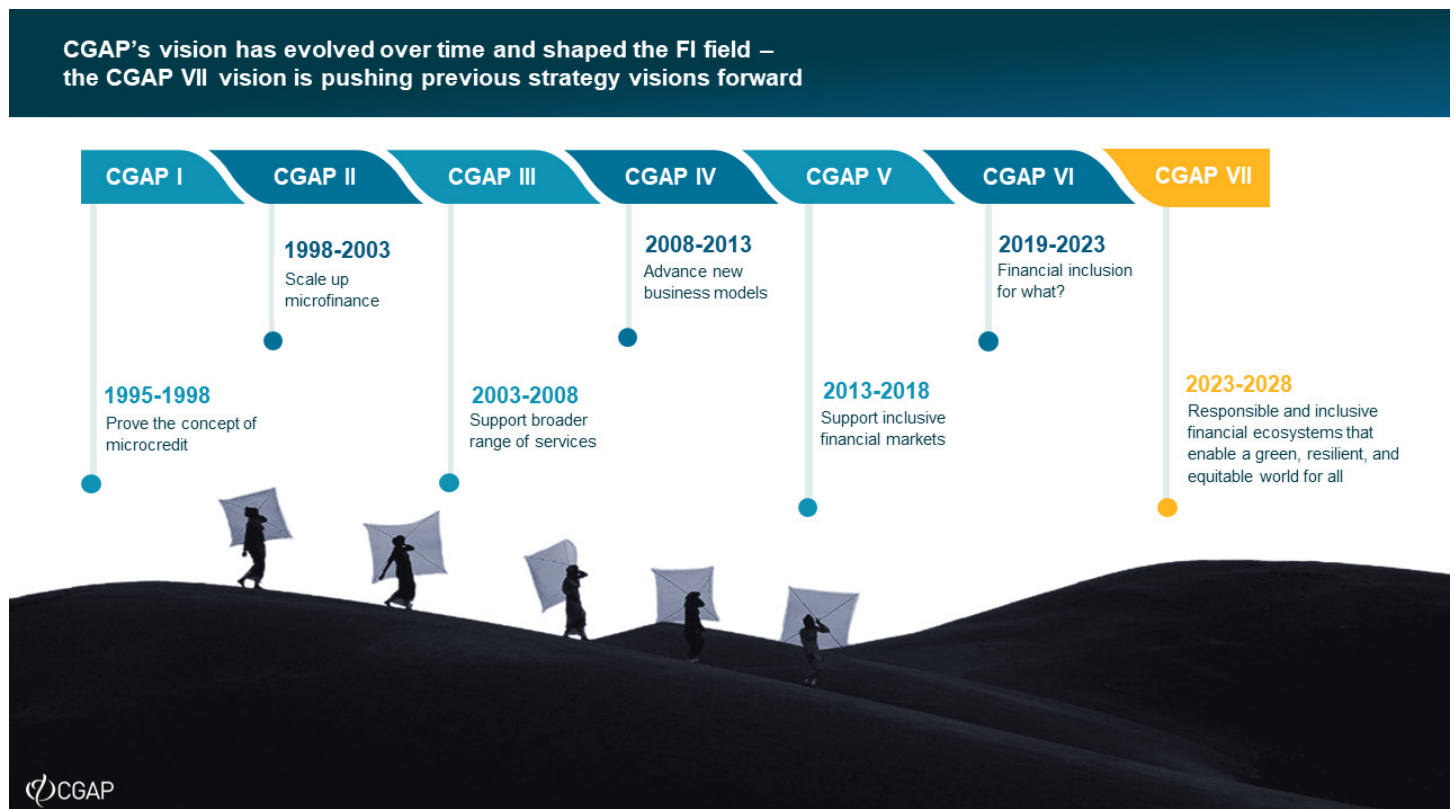 CGAP's vision has evolved over time and shaped the FI field –
the CGAP VII vision is pushing previous strategy visions forward
CGAP I
CGAP II
CGAP III
CGAP IV
CGAP V
CGAP VI
CGAP VII
1995-1998
Prove the concept of
microcredit
1998-2003
Scale up
microfinance
2003-2008
Support broader
range of services
2008-2013
Advance new
business models
2013-2018
Support inclusive
financial markets
2019-2023
Financial inclusion
for what?
2023-2028
Responsible and inclusive
financial ecosystems that
enable a green, resilient, and
equitable world for all
CGAP